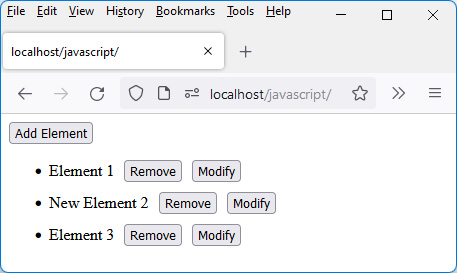 File Edit View History Bookmarks Tools Help
localhost/javascript/
localhost/javascript/
Add Element
Element 1 Remove Modify
New Element 2 Remove Modify
Element 3 Remove Modify